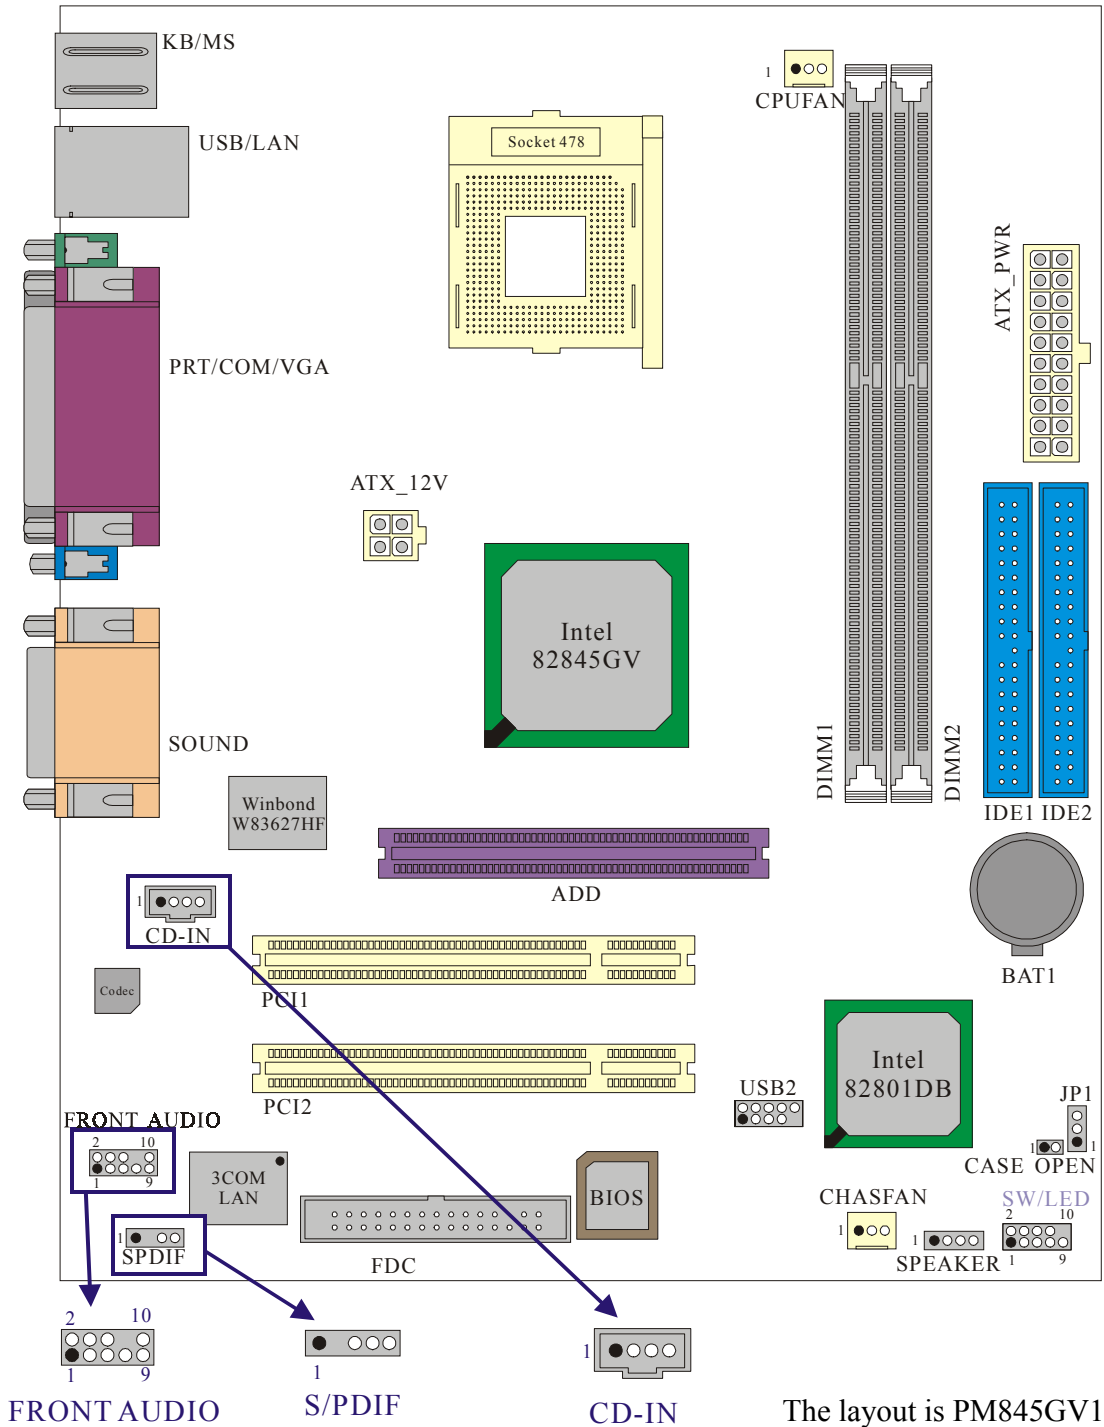 KB/MS
1
CPUFAN
USB/LAN
Socket 478
ATX_PWR
PRT/COM/VGA
ATX_12V
Intel
82845GV
SOUND
DIMM1
DIMM2
Winbond
W83627HF
IDE1 IDE2
ADD
1
CD-IN
PCI1
BAT1
Codec
Intel
82801DB
USB2
JP1
PCI2
FRONT AUDIO
2 10
1 9
1
1
CASE OPEN
3COM
LAN
BIOS
CHASFAN
SW/LED
2 10
1
1
SPDIF
1
1 9
SPEAKER
FDC
2 10
1 9
FRONT AUDIO
1
S/PDIF
1
CD-IN
The layout is PM845GV1